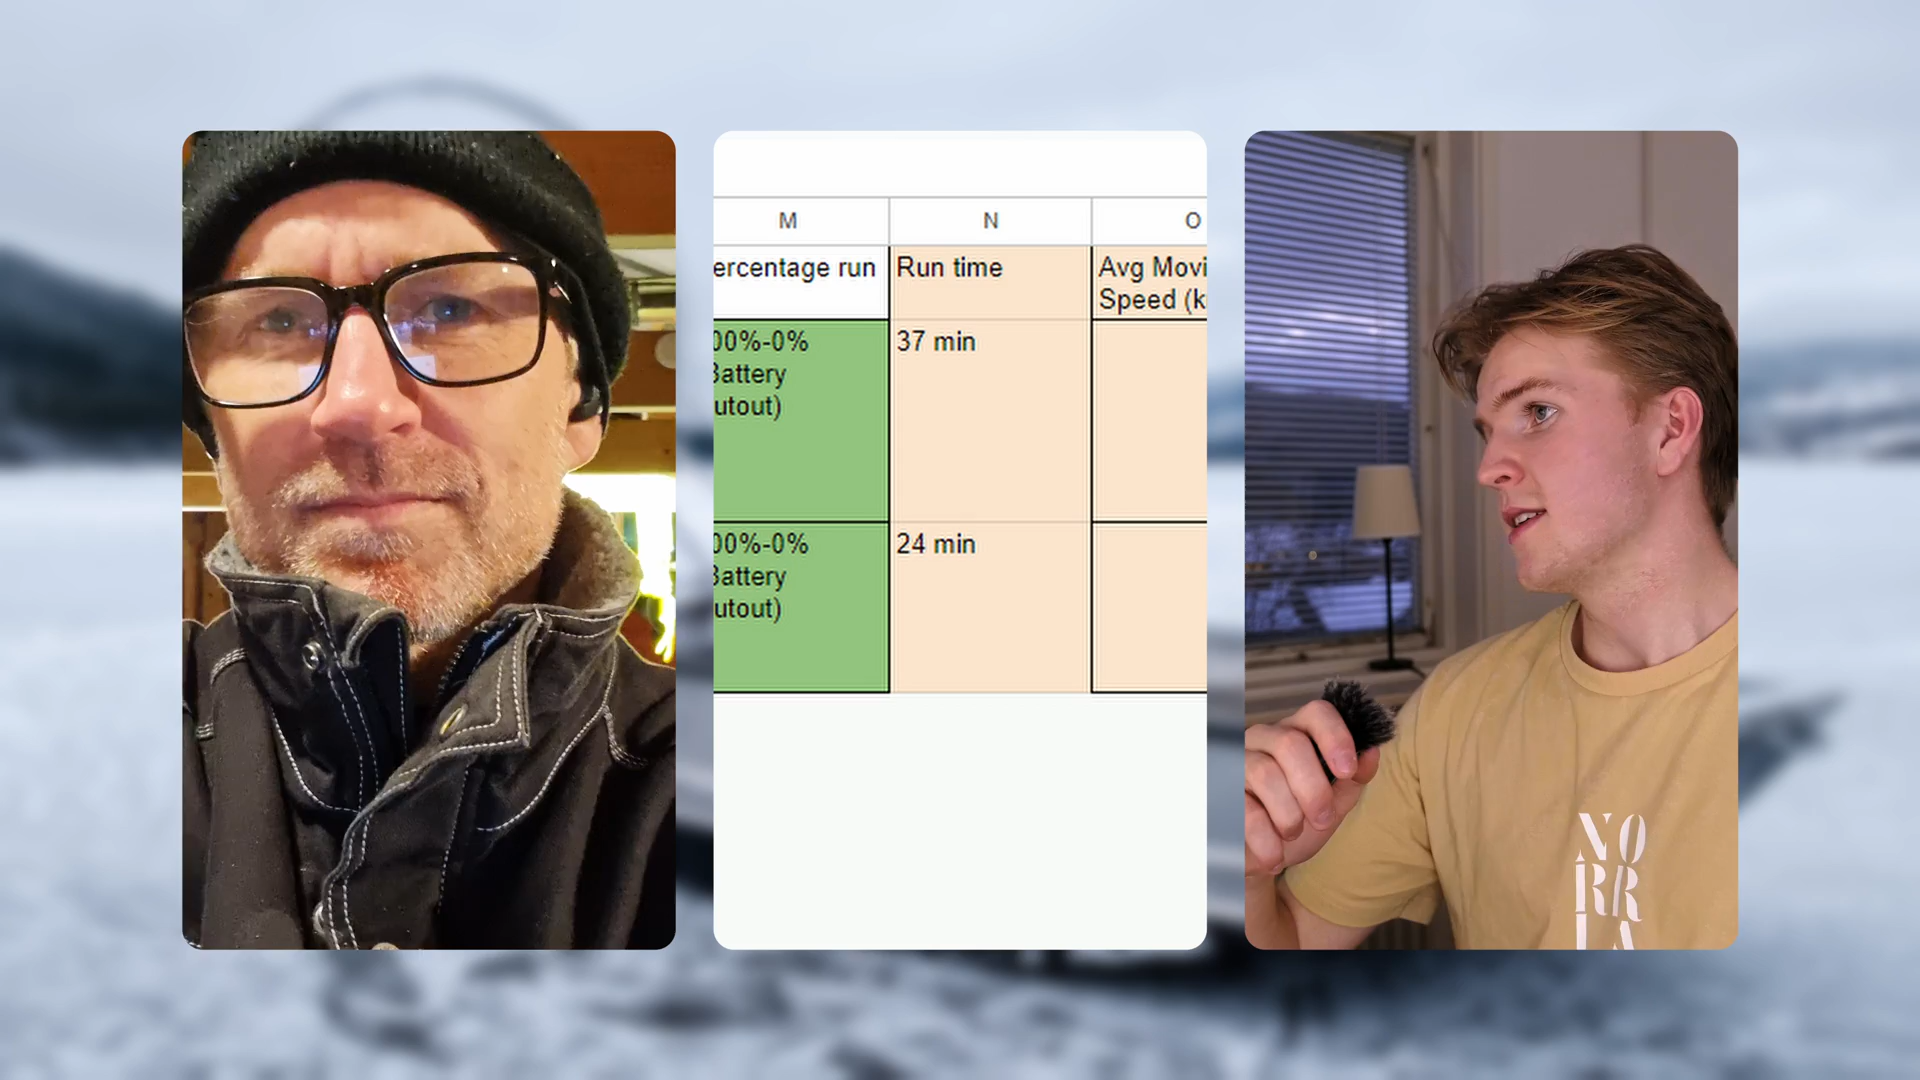 M N O
ercentage run
Run time
Avg Movi
Speed (k
00%-0%
Battery
utout)
37 min
00%-0%
Battery
utout)
24 min
NO
RR
LA